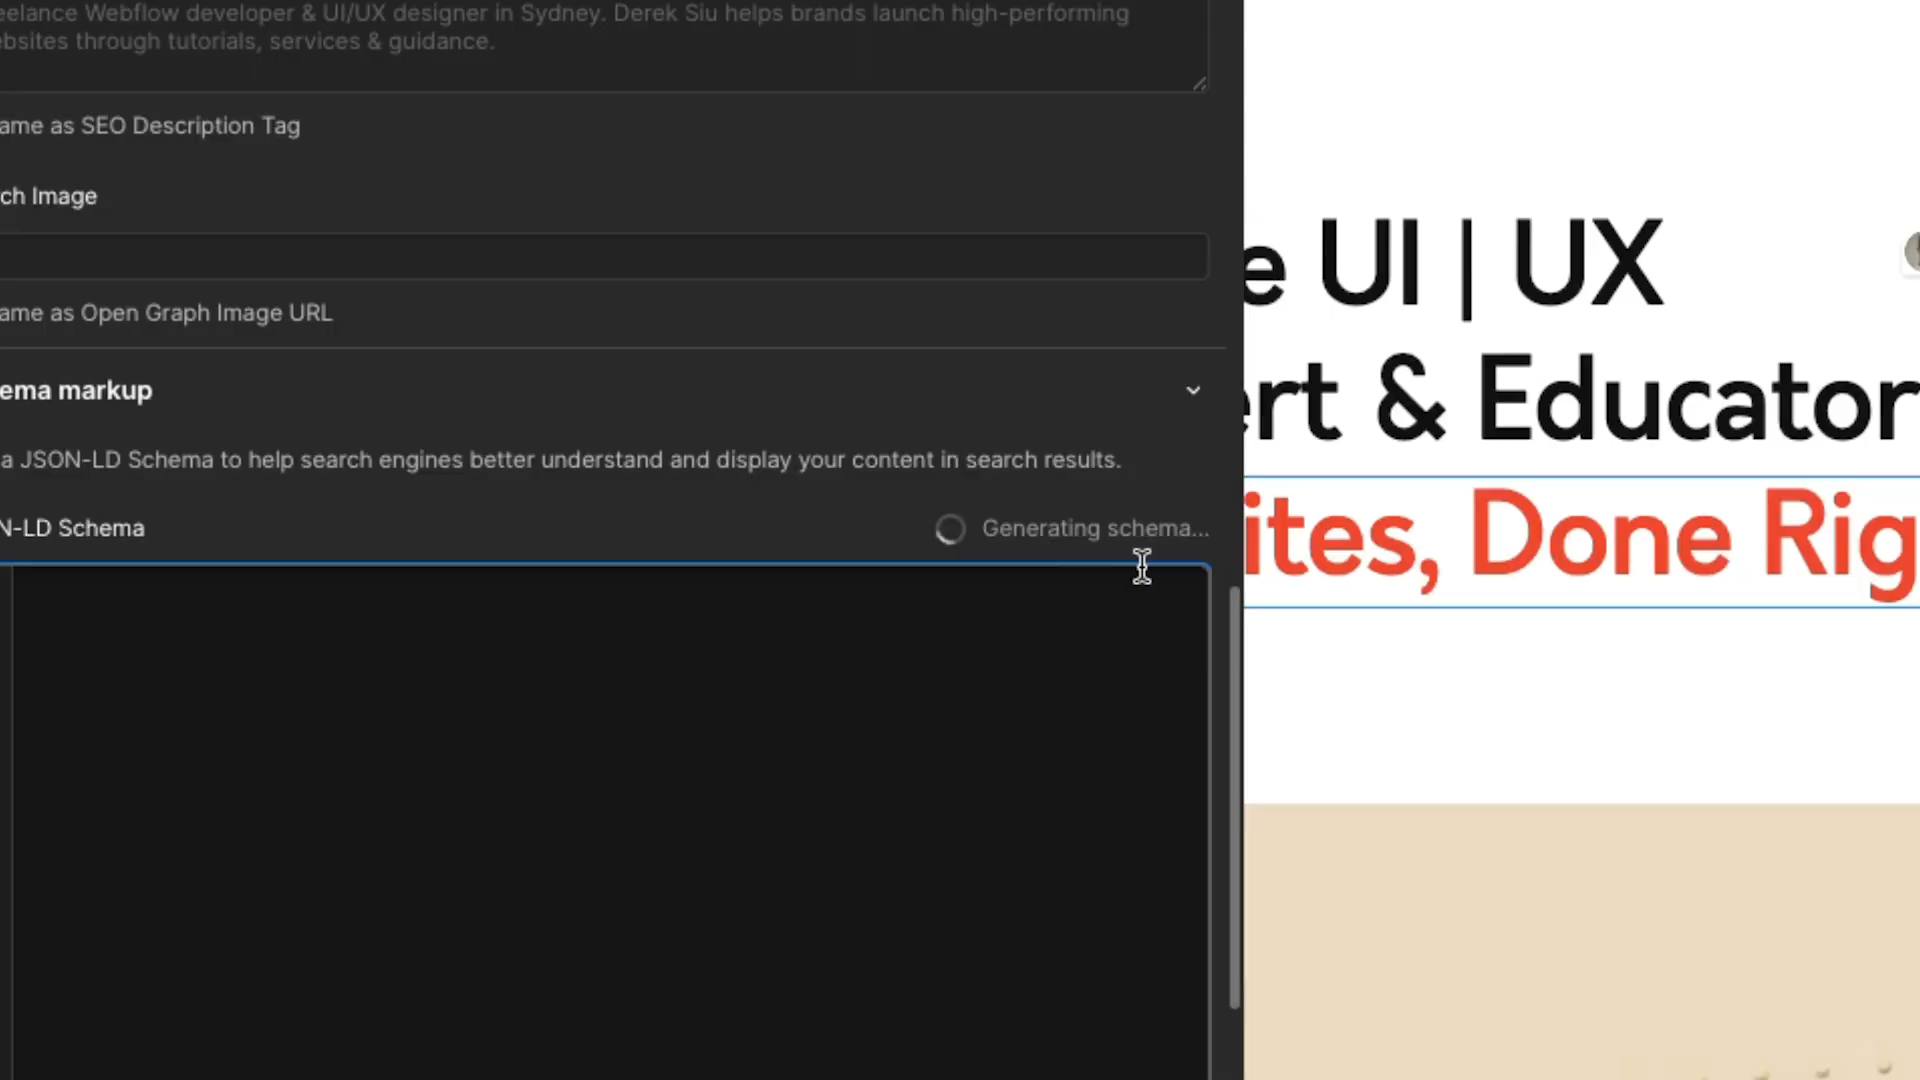 eelance Webflow developer & UI/UX designer in Sydney. Derek Siu helps brands launch high-performing
ebsites through tutorials, services & guidance.
ame as SEO Description Tag
ch Image
ame as Open Graph Image URL
ema markup
a JSON-LD Schema to help search engines better understand and display your content in search results.
N-LD Schema
Generating schema...
e UI | UX
ert & Educator
ites, Done Rig